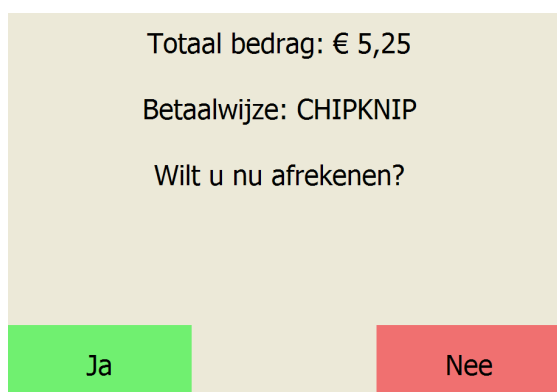 Totaal bedrag: € 5,25
Betaalwijze: CHIPKNIP
Wilt u nu afrekenen?
Ja
Nee